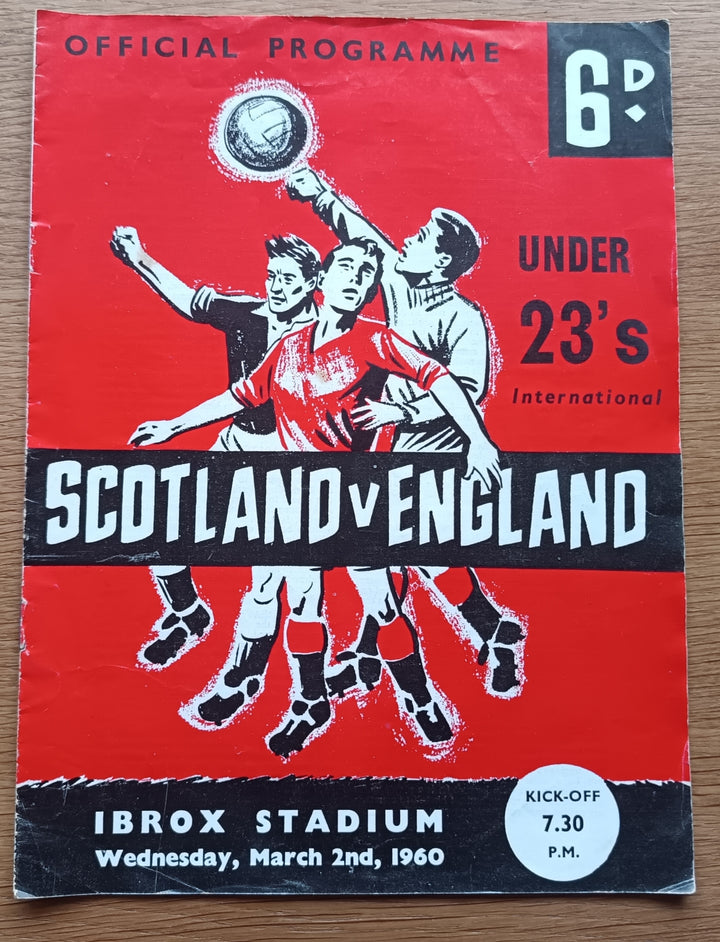 OFFICIAL PROGRAMME
6D.
UNDER
23's
International
SCOTLAND V ENGLAND
IBROX STADIUM
Wednesday, March 2nd, 1960
KICK-OFF
7.30
P.M.